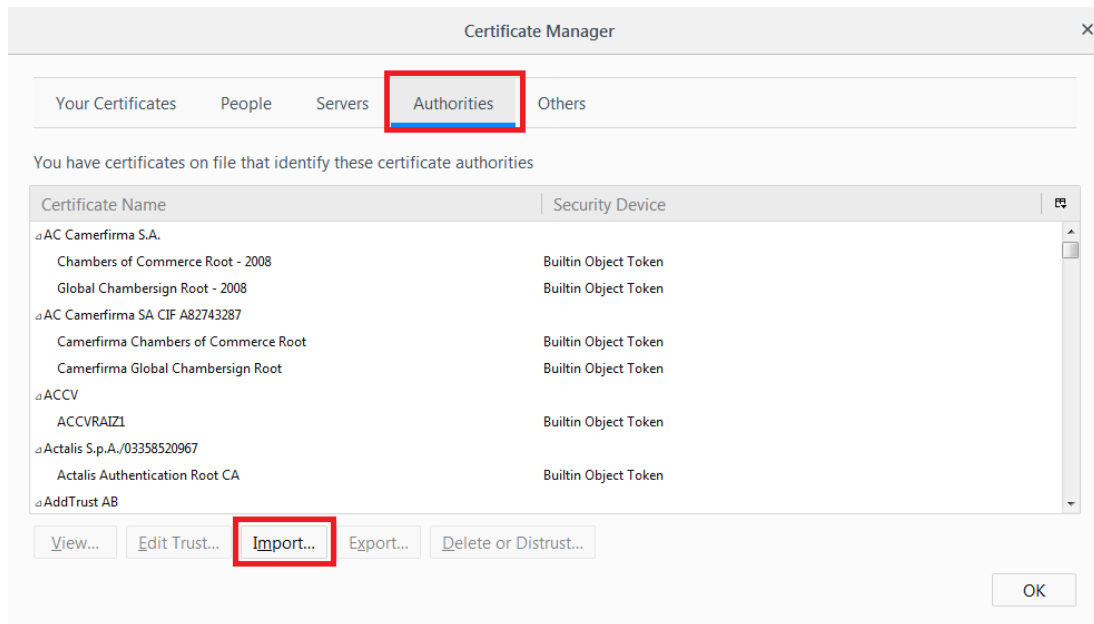 Certificate Manager
Your Certificates People Servers Authorities Others
You have certificates on file that identify these certificate authorities
Certificate Name Security Device
AC Camerfirma S.A.
Chambers of Commerce Root - 2008 Builtin Object Token
Global Chambersign Root - 2008 Builtin Object Token
AC Camerfirma SA CIF A82743287
Camerfirma Chambers of Commerce Root Builtin Object Token
Camerfirma Global Chambersign Root Builtin Object Token
ACCV
ACCVRAIZ1 Builtin Object Token
Actalis S.p.A./03358520967
Actalis Authentication Root CA Builtin Object Token
AddTrust AB
View... Edit Trust... Import... Export... Delete or Distrust...
OK